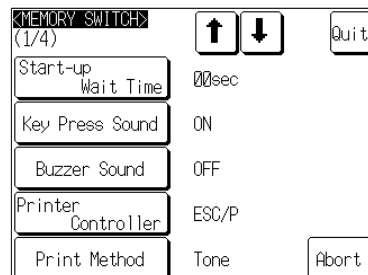 <MEMORY SWITCH>
(1/4)
Quit
Start-up
Wait Time
00sec
Key Press Sound
ON
Buzzer Sound
OFF
Printer
Controller
ESC/P
Print Method
Tone
Abort